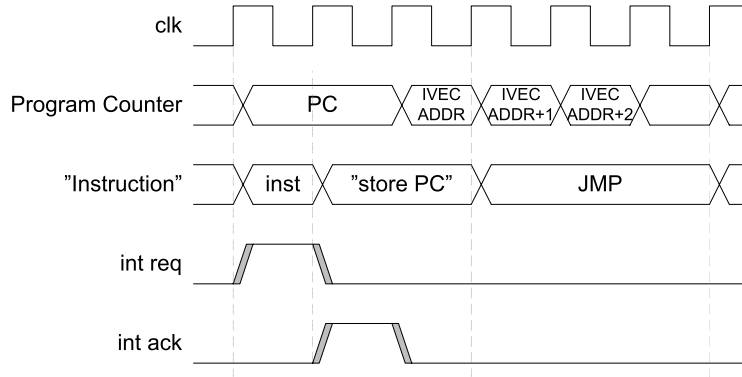 clk
Program Counter
PC
IVEC
ADDR
IVEC
ADDR+1
IVEC
ADDR+2
”Instruction”
inst
”store PC”
JMP
int req
int ack